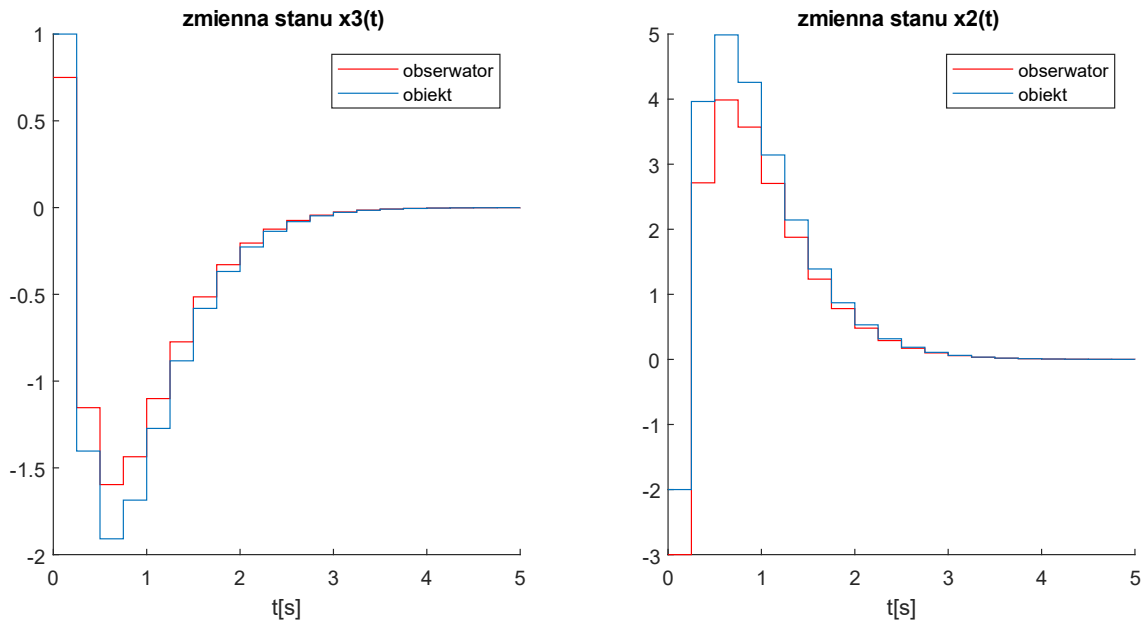 zmienna stanu x3(t)
1
0.5
0
-0.5
-1
-1.5
-2
0 1 2 3 4 5
t[s]
obserwator
obiekt
zmienna stanu x2(t)
5
4
3
2
1
0
-1
-2
-3
0 1 2 3 4 5
t[s]
obserwator
obiekt